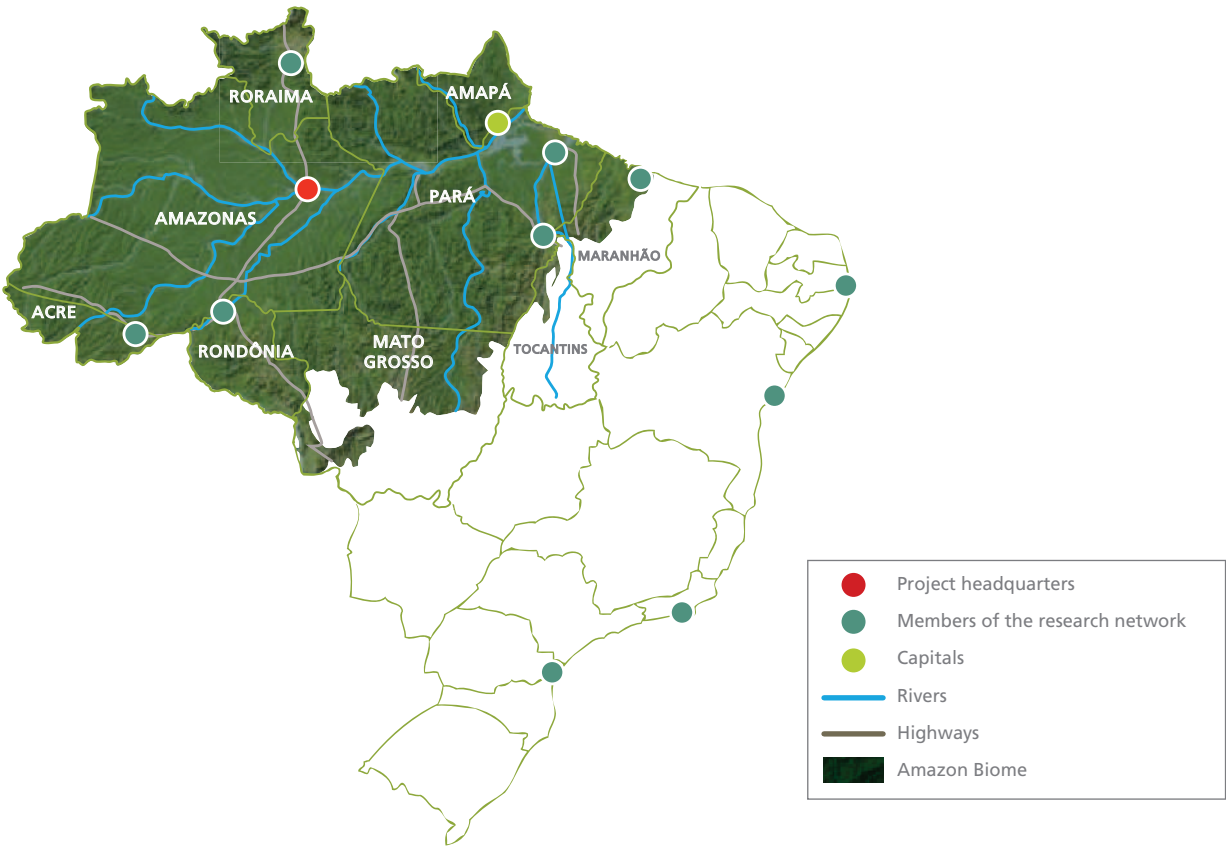 RORAIMA
AMAPÁ
AMAZONAS
PARÁ
MARANHÃO
ACRE
RONDÔNIA
MATO
GROSSO
TOCANTINS
Project headquarters
Members of the research network
Capitals
Rivers
Highways
Amazon Biome